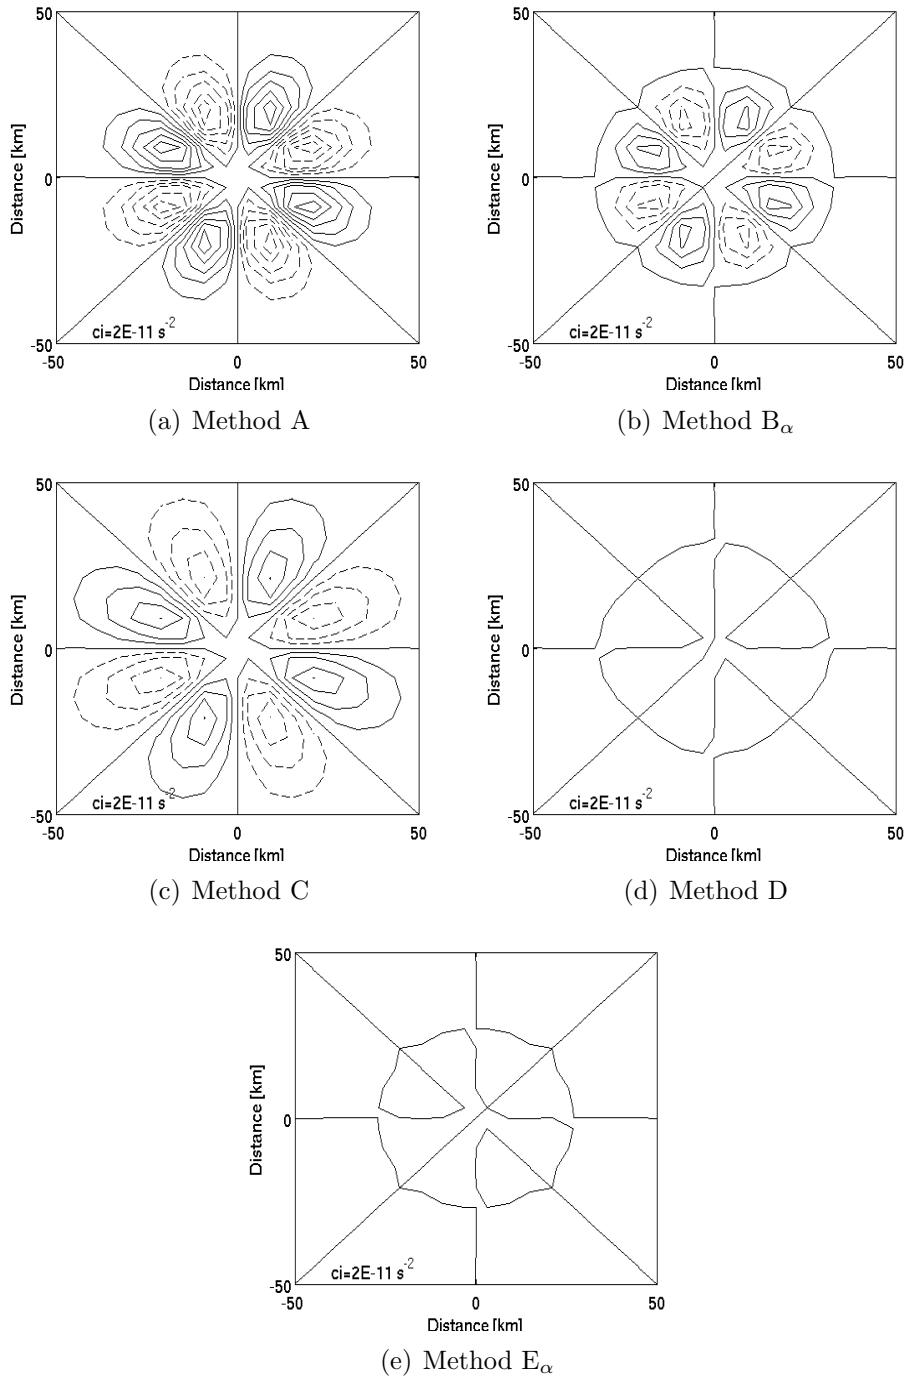 50
Distance [km]
0
-50
ci=2E-11 s-2
-50 0 50
Distance [km]
(a) Method A
50
Distance [km]
0
-50
ci=2E-11 s-2
-50 0 50
Distance [km]
(b) Method Bα
50
Distance [km]
0
-50
ci=2E-11 s-2
-50 0 50
Distance [km]
(c) Method C
50
Distance [km]
0
-50
ci=2E-11 s-2
-50 0 50
Distance [km]
(d) Method D
50
Distance [km]
0
-50
ci=2E-11 s-2
-50 0 50
Distance [km]
(e) Method Eα